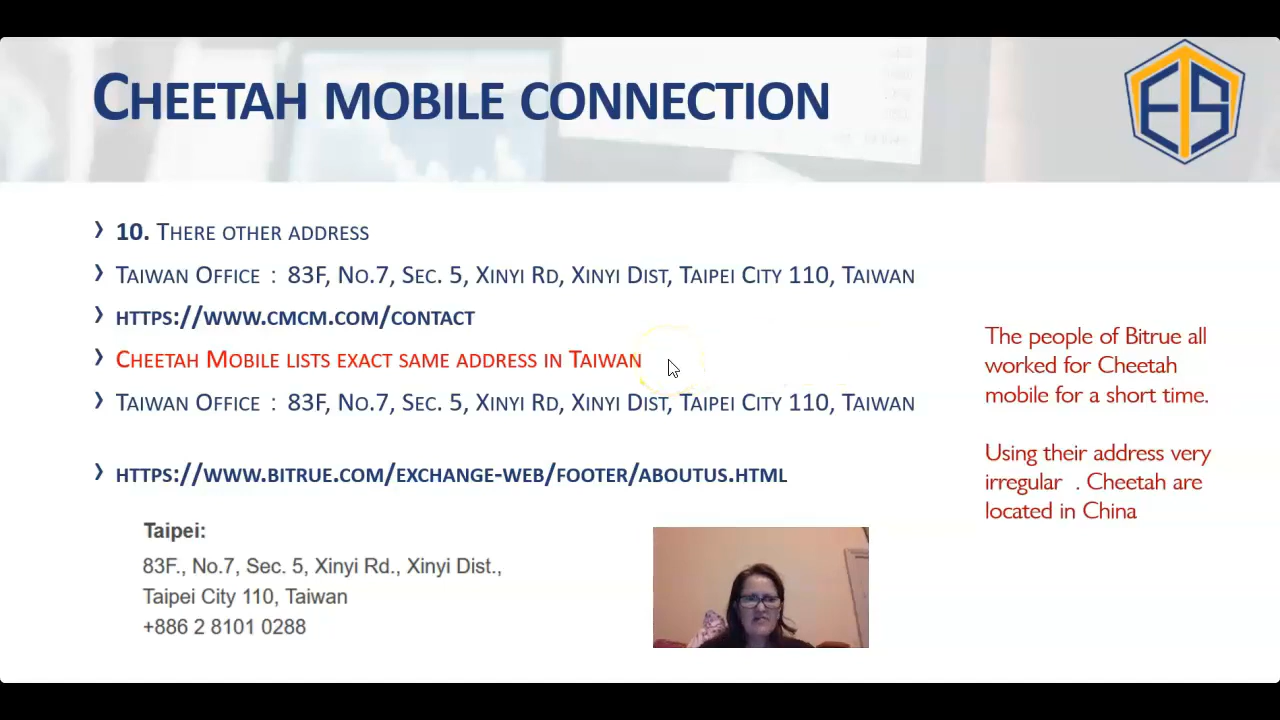 CHEETAH MOBILE CONNECTION
ETS
10. THERE OTHER ADDRESS
TAIWAN OFFICE : 83F, NO.7, SEC. 5, XINYI RD, XINYI DIST, TAIPEI CITY 110, TAIWAN
HTTPS://WWW.CMCM.COM/CONTACT
CHEETAH MOBILE LISTS EXACT SAME ADDRESS IN TAIWAN
TAIWAN OFFICE : 83F, NO.7, SEC. 5, XINYI RD, XINYI DIST, TAIPEI CITY 110, TAIWAN
HTTPS://WWW.BITRUE.COM/EXCHANGE-WEB/FOOTER/ABOUTUS.HTML
Taipei:
83F., No.7, Sec. 5, Xinyi Rd., Xinyi Dist.,
Taipei City 110, Taiwan
+886 2 8101 0288
The people of Bitrue all
worked for Cheetah
mobile for a short time.
Using their address very
irregular . Cheetah are
located in China